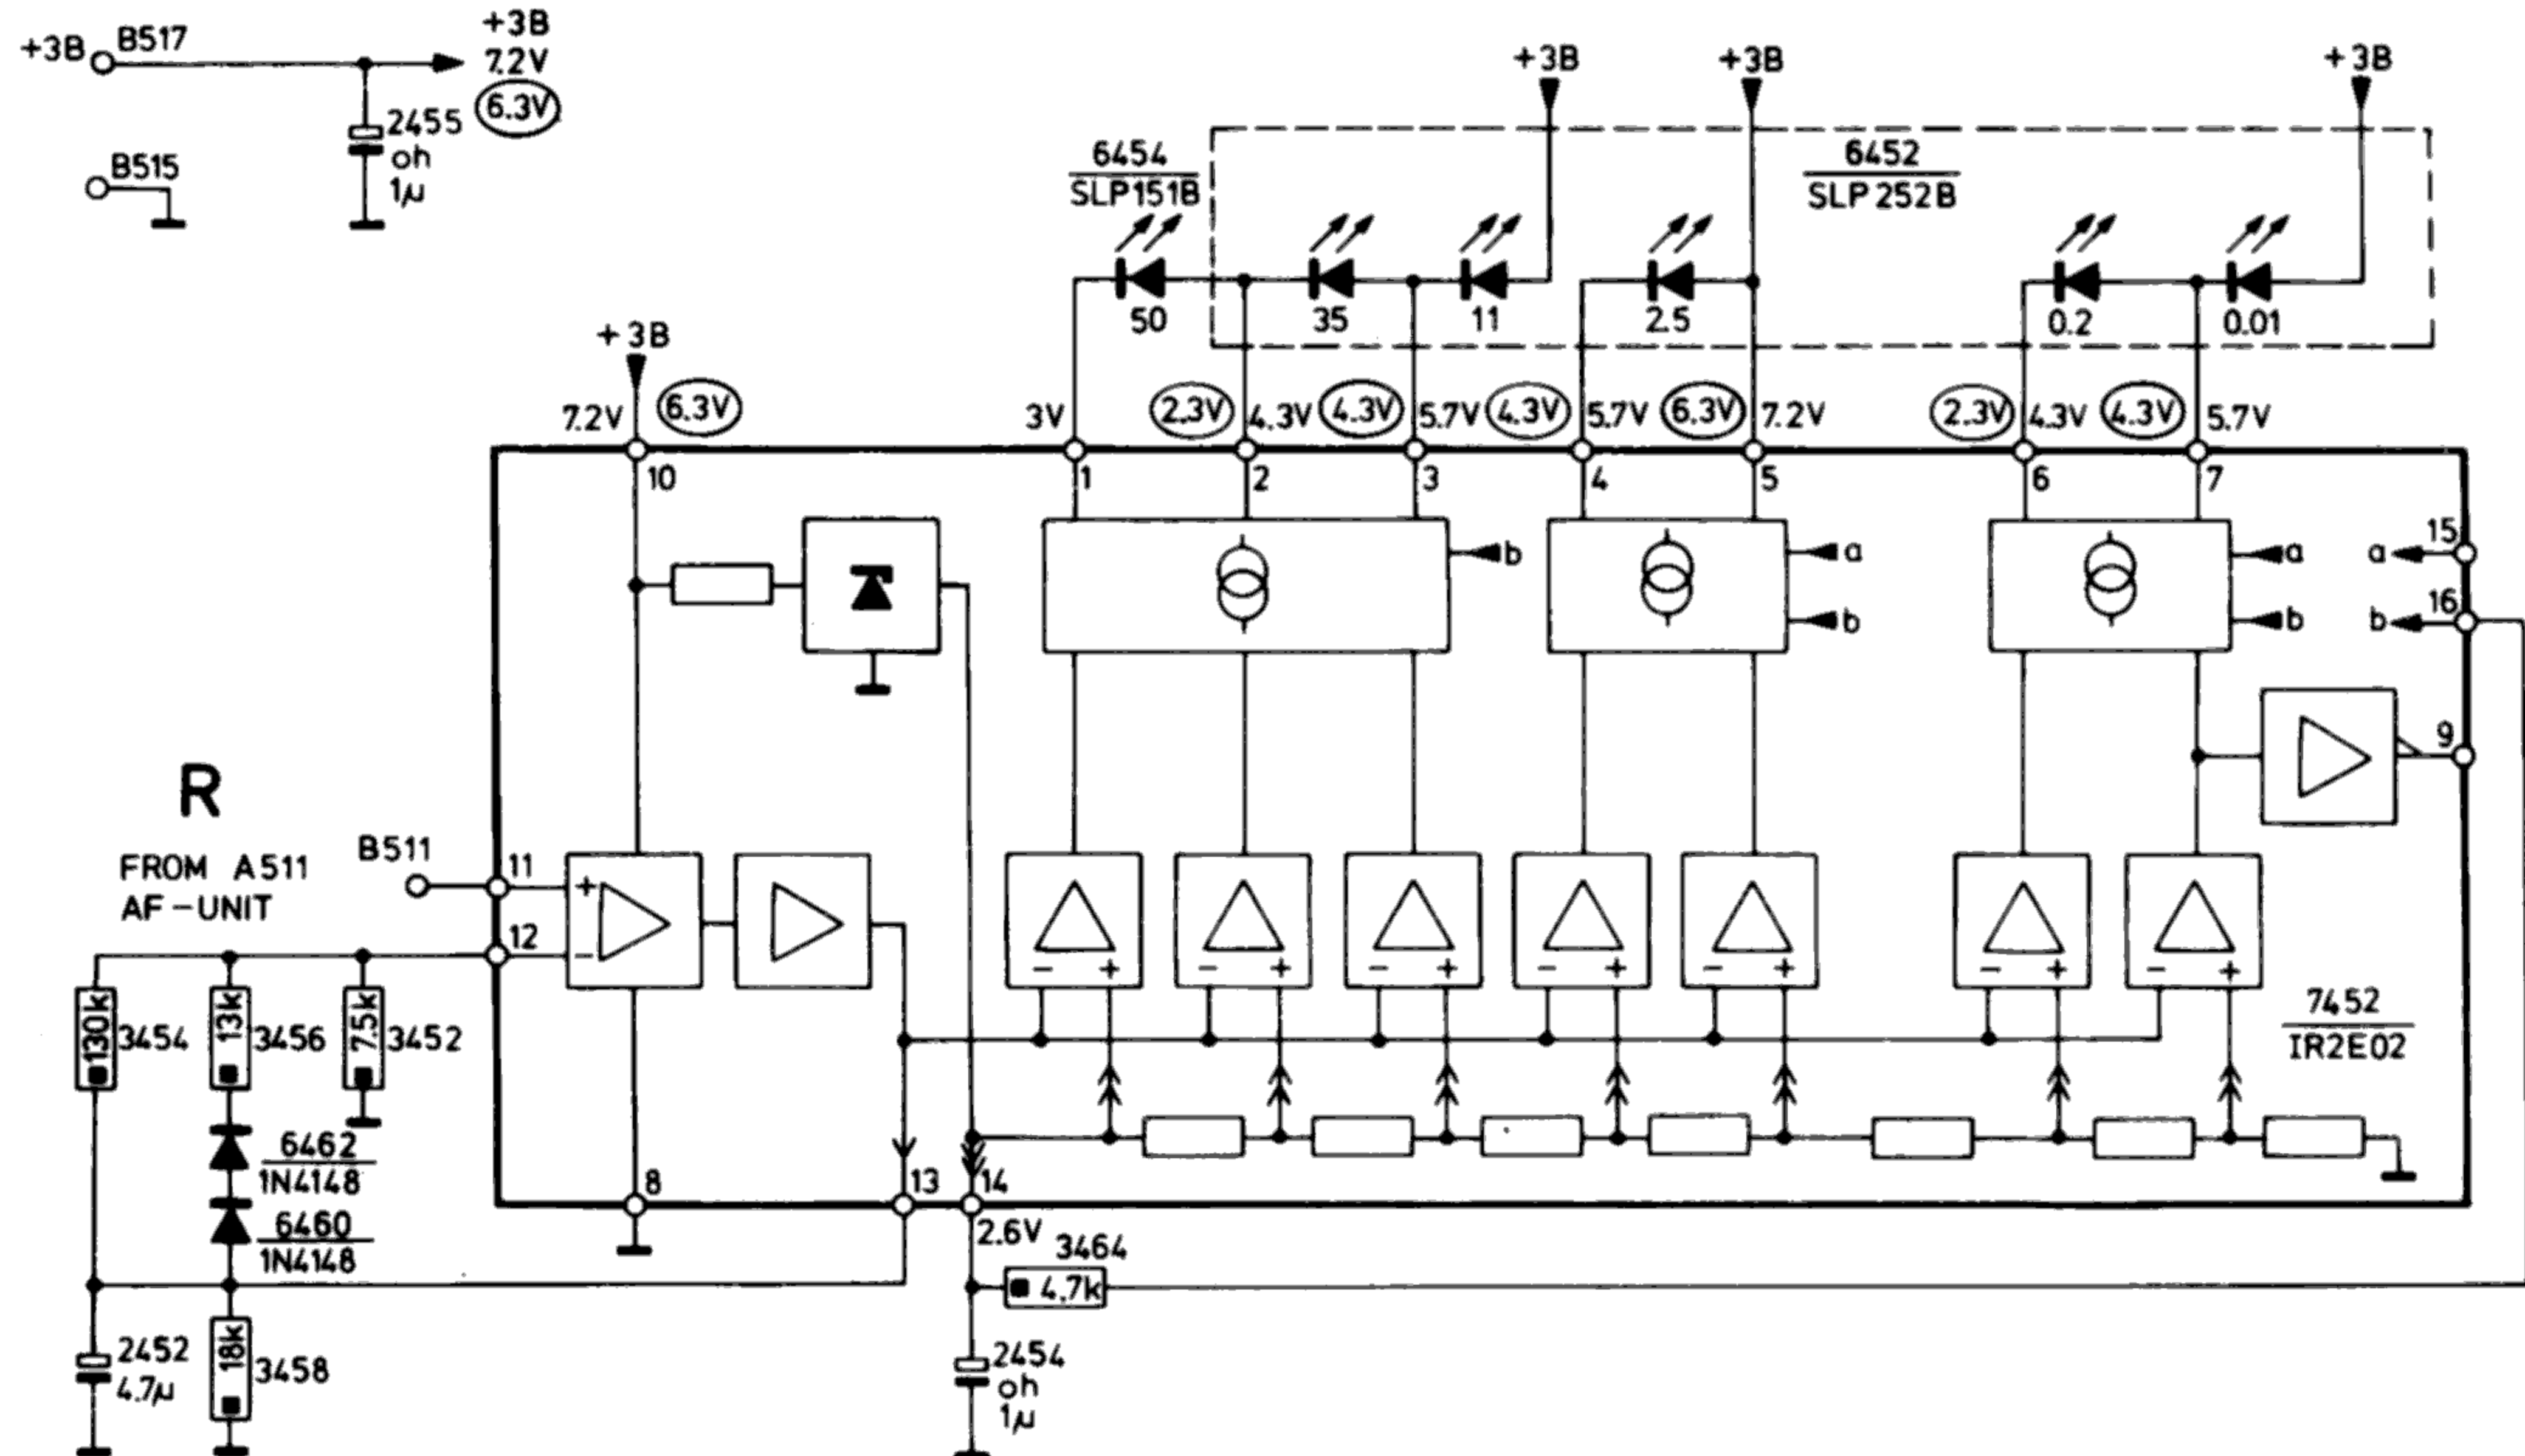 +3B
B517
+3B
7.2V
6.3V
2455
oh
1µ
B515
+3B
+3B
+3B
6454
SLP151B
6452
SLP 252B
50
35
11
2.5
0.2
0.01
+3B
7.2V
6.3V
3V
2.3V
4.3V
4.3V
5.7V
4.3V
5.7V
6.3V
7.2V
2.3V
4.3V
4.3V
5.7V
10
1
2
3
4
5
6
7
b
a
b
a
b
15
a
16
b
9
R
FROM A511
AF-UNIT
B511
11
+
12
-
- +
- +
- +
- +
- +
- +
- +
7452
IR2E02
130k
3454
13k
3456
7.5k
3452
6462
1N4148
6460
1N4148
8
13
14
2.6V
3464
4.7k
2452
4.7µ
18k
3458
2454
oh
1µ